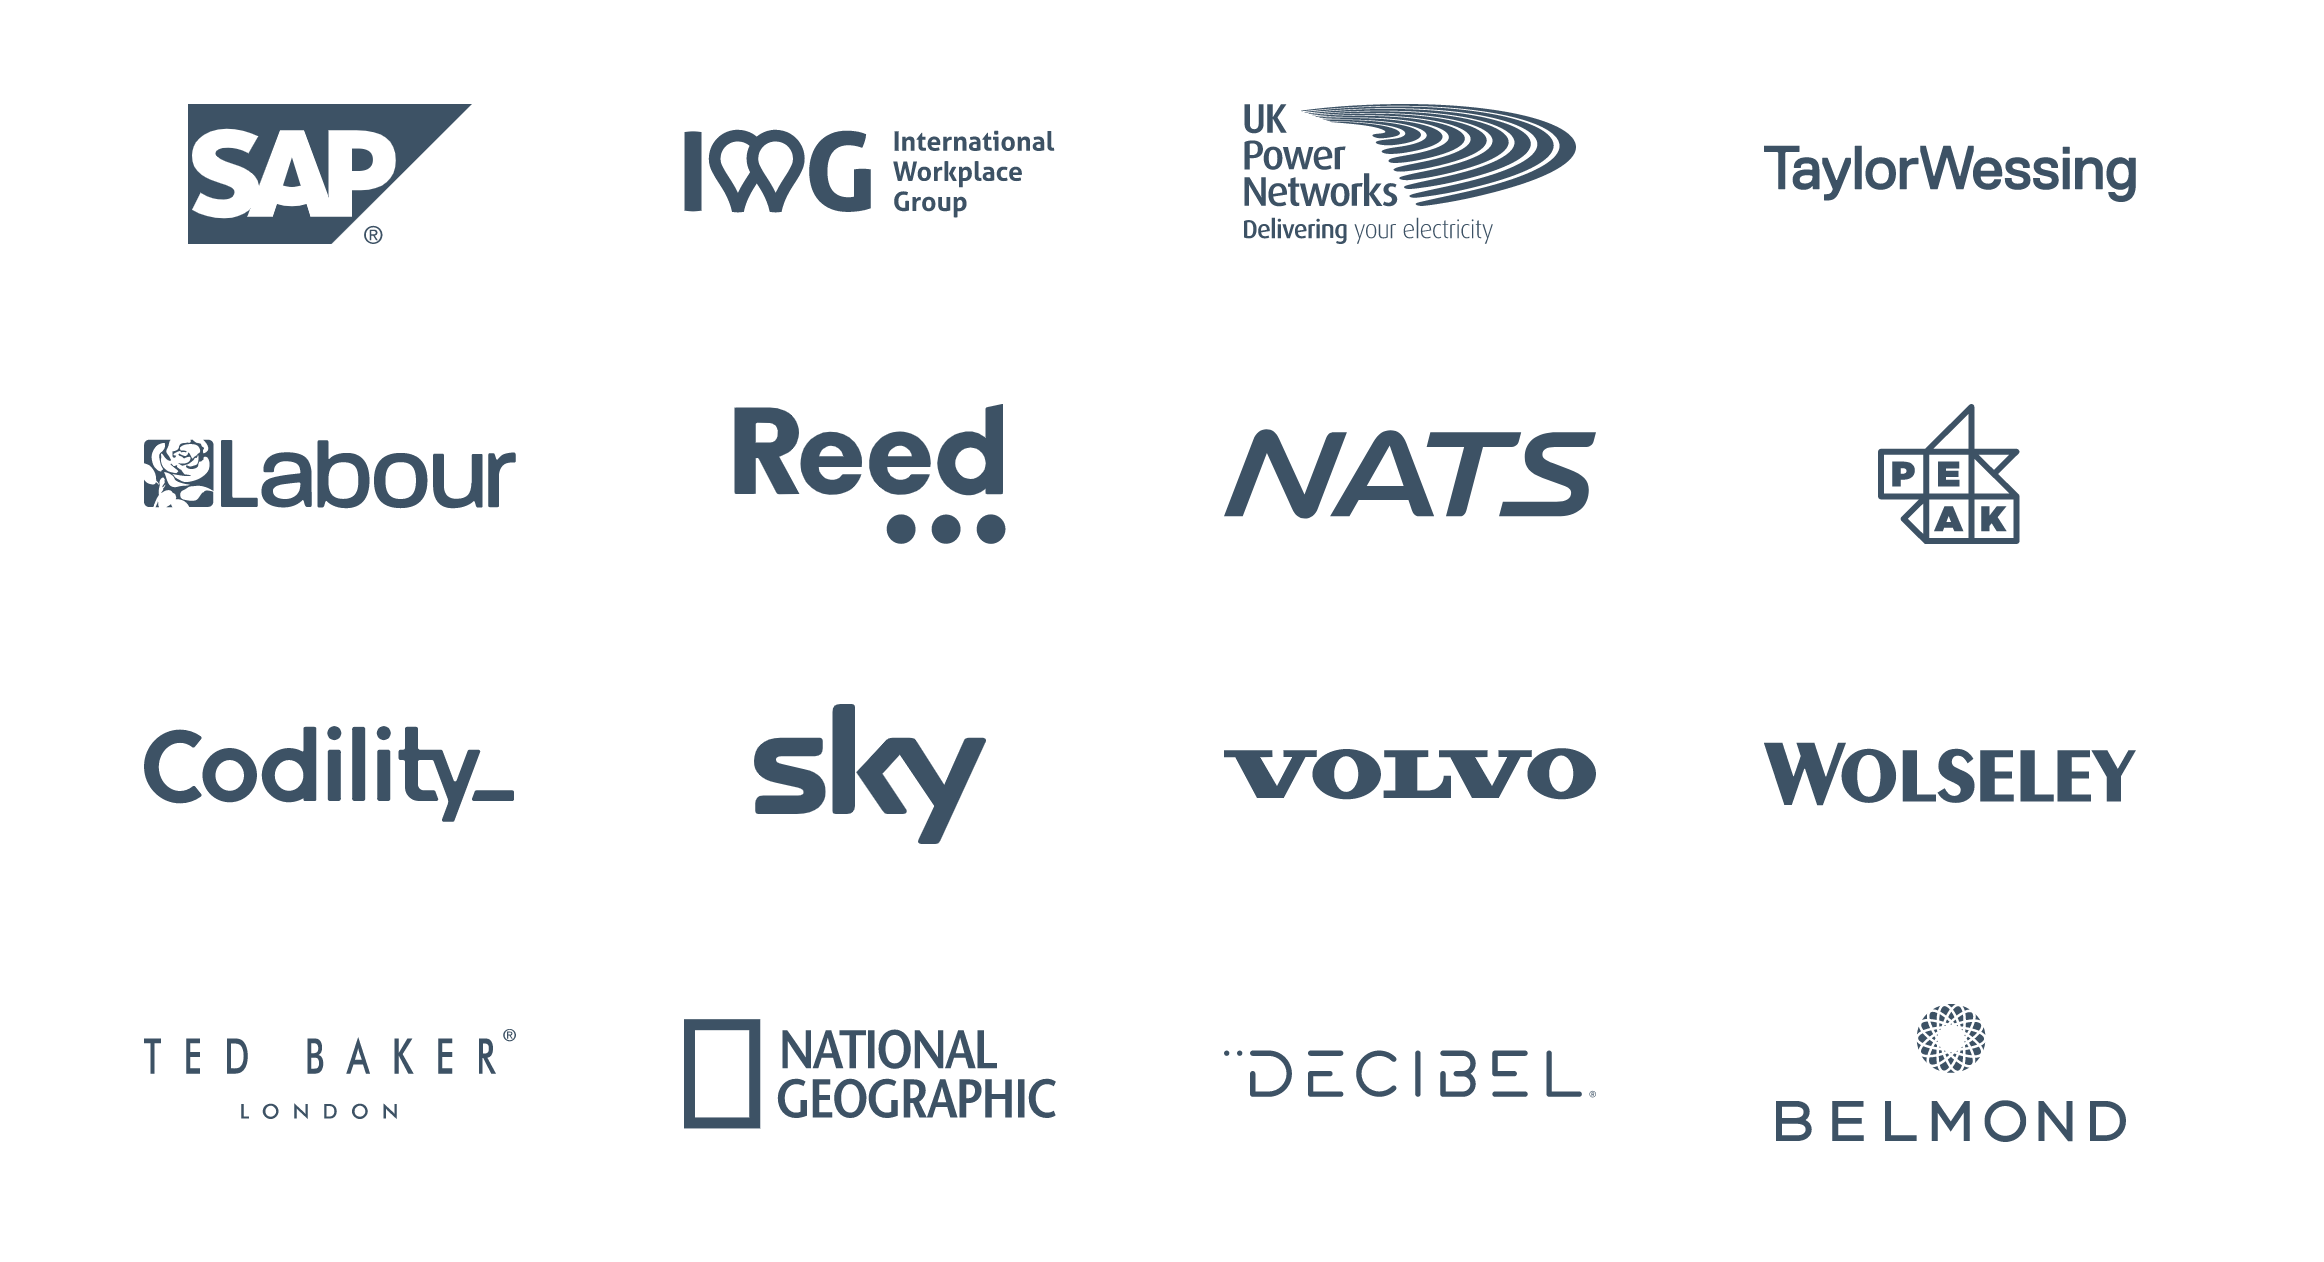 SAP
®
IWG
International
Workplace
Group
UK
Power
Networks
Delivering your electricity
TaylorWessing
Labour
Reed
NATS
PE
AK
Codility_
sky
VOLVO
WOLSELEY
TED BAKER®
LONDON
NATIONAL
GEOGRAPHIC
DECIBEL®
BELMOND